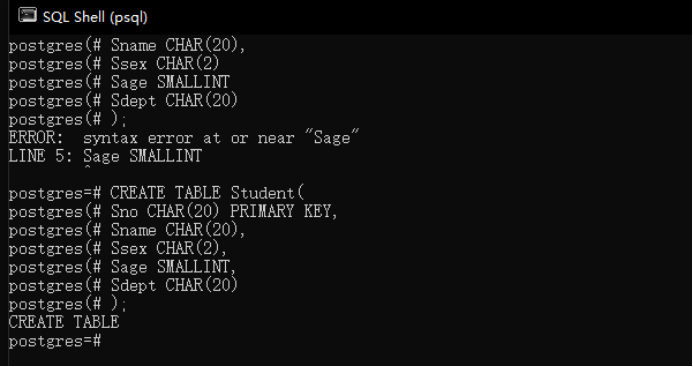 SQL Shell (psql)
postgres(# Sname CHAR(20),
postgres(# Ssex CHAR(2)
postgres(# Sage SMALLINT
postgres(# Sdept CHAR(20)
postgres(# );
ERROR:  syntax error at or near "Sage"
LINE 5: Sage SMALLINT
^
postgres=# CREATE TABLE Student(
postgres(# Sno CHAR(20) PRIMARY KEY,
postgres(# Sname CHAR(20),
postgres(# Ssex CHAR(2),
postgres(# Sage SMALLINT,
postgres(# Sdept CHAR(20)
postgres(# );
CREATE TABLE
postgres=#